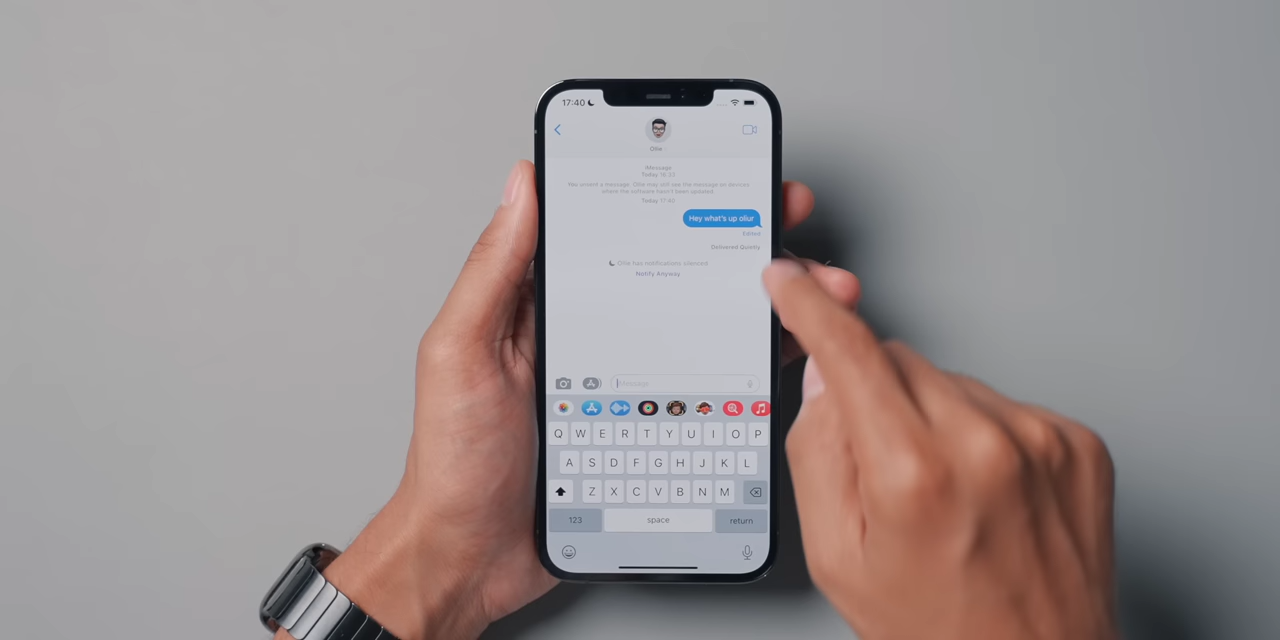 17:40
Ollie
iMessage
Today 16:33
You unsent a message. Ollie may still see the message on devices
where the software hasn't been updated.
Today 17:40
Hey what's up oliur
Edited
Delivered Quietly
Ollie has notifications silenced
Notify Anyway
iMessage
Q W E R T Y U I O P
A S D F G H J K L
Z X C V B N M
123 space return